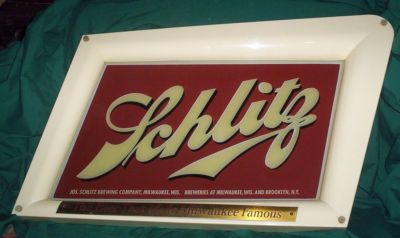 Schlitz
JOS. SCHLITZ BREWING COMPANY, MILWAUKEE, WIS. BREWERIES AT MILWAUKEE, WIS. AND BROOKLYN, N.Y.
Milwaukee Famous